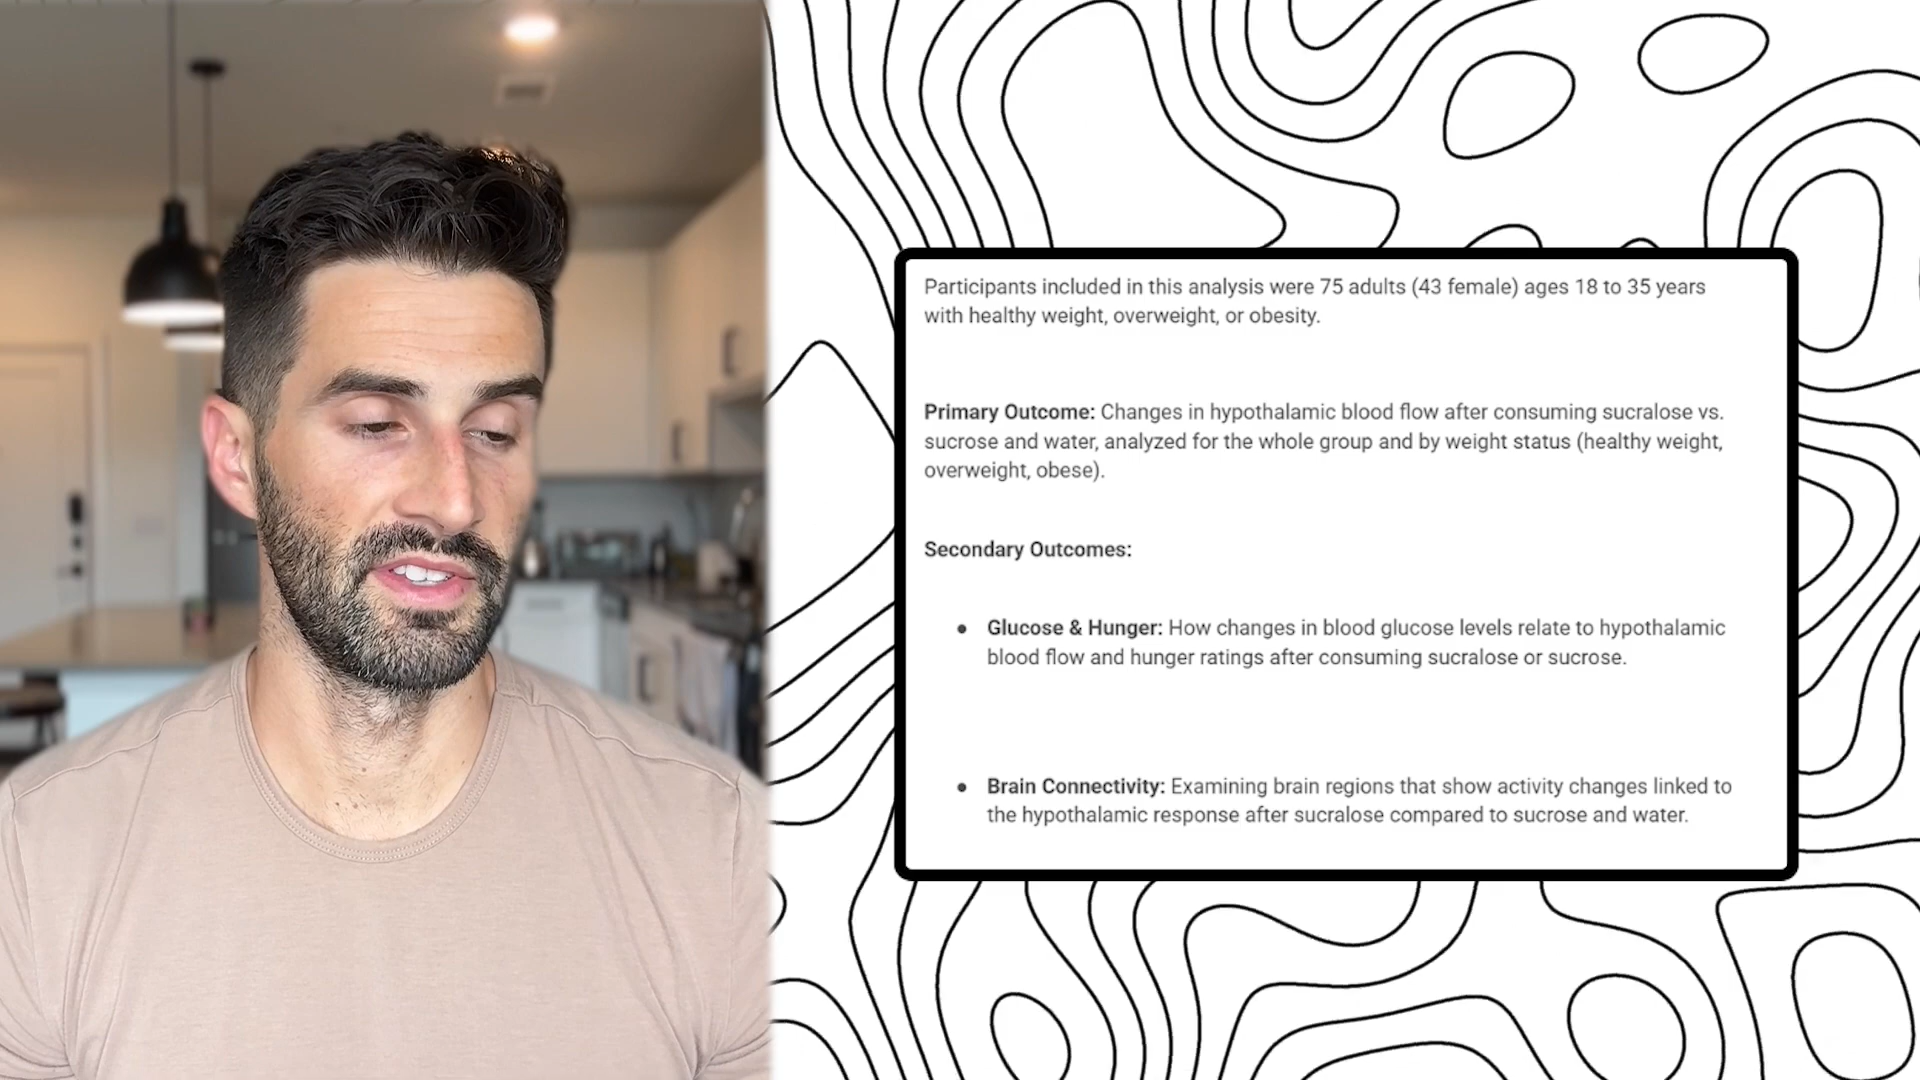 Participants included in this analysis were 75 adults (43 female) ages 18 to 35 years
with healthy weight, overweight, or obesity.
Primary Outcome: Changes in hypothalamic blood flow after consuming sucralose vs.
sucrose and water, analyzed for the whole group and by weight status (healthy weight,
overweight, obese).
Secondary Outcomes:
● Glucose & Hunger: How changes in blood glucose levels relate to hypothalamic
blood flow and hunger ratings after consuming sucralose or sucrose.
● Brain Connectivity: Examining brain regions that show activity changes linked to
the hypothalamic response after sucralose compared to sucrose and water.